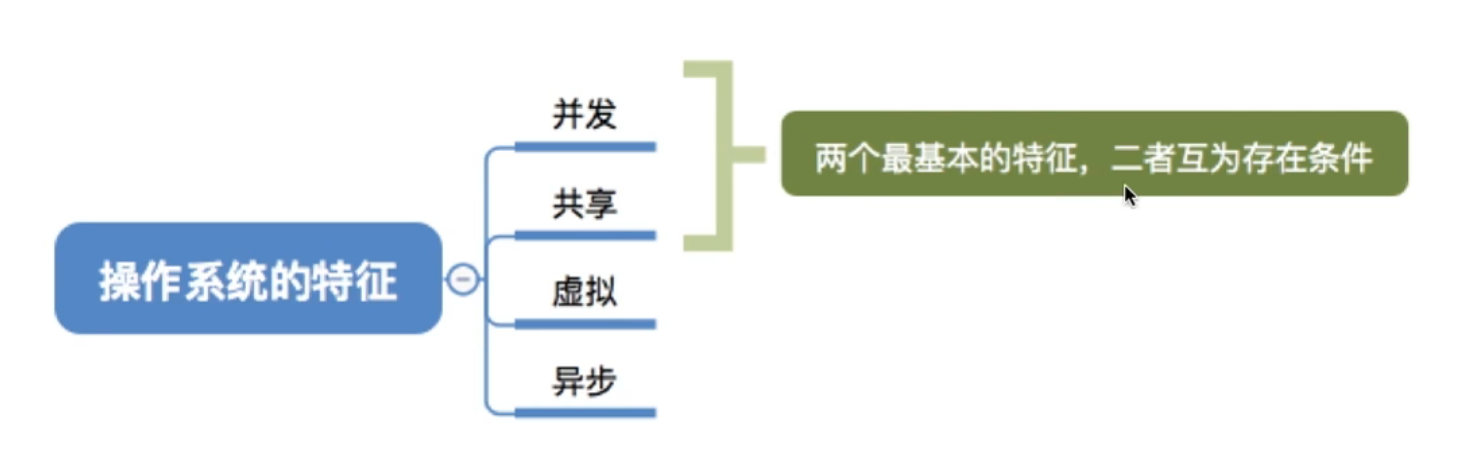 并发
两个最基本的特征，二者互为存在条件
共享
操作系统的特征
虚拟
异步